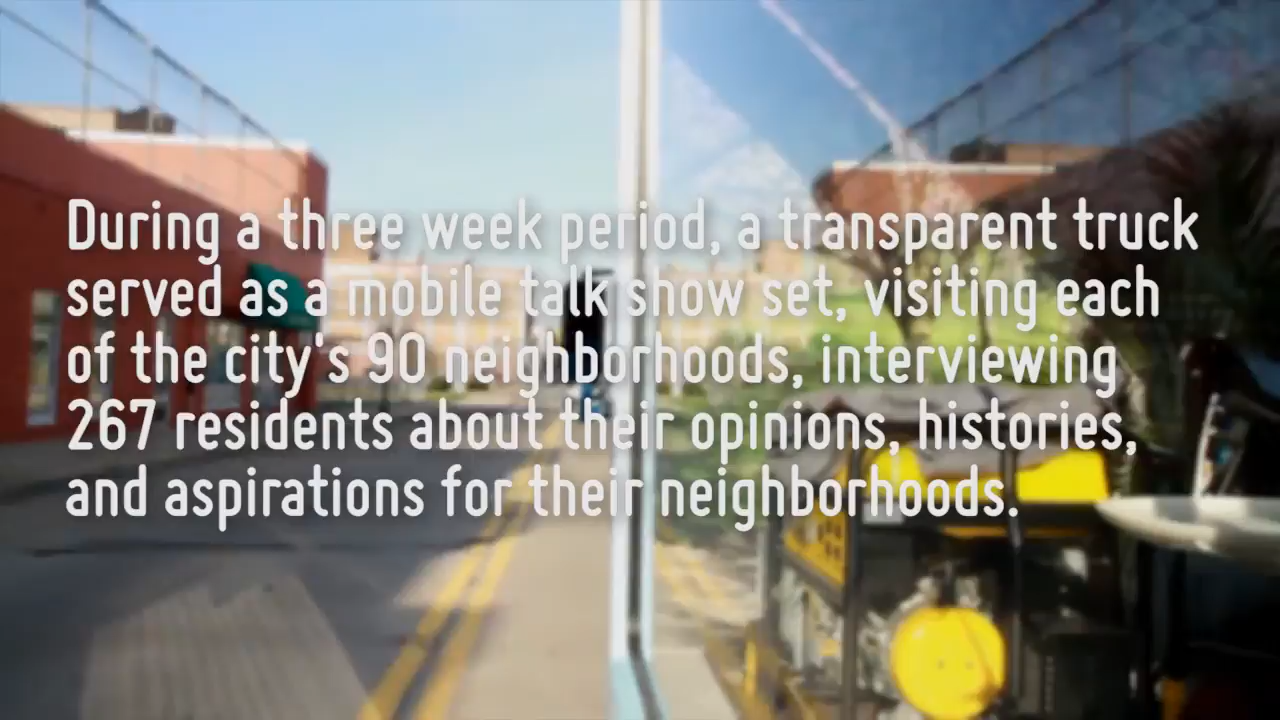 During a three week period, a transparent truck
served as a mobile talk show set, visiting each
of the city's 90 neighborhoods, interviewing
267 residents about their opinions, histories,
and aspirations for their neighborhoods.